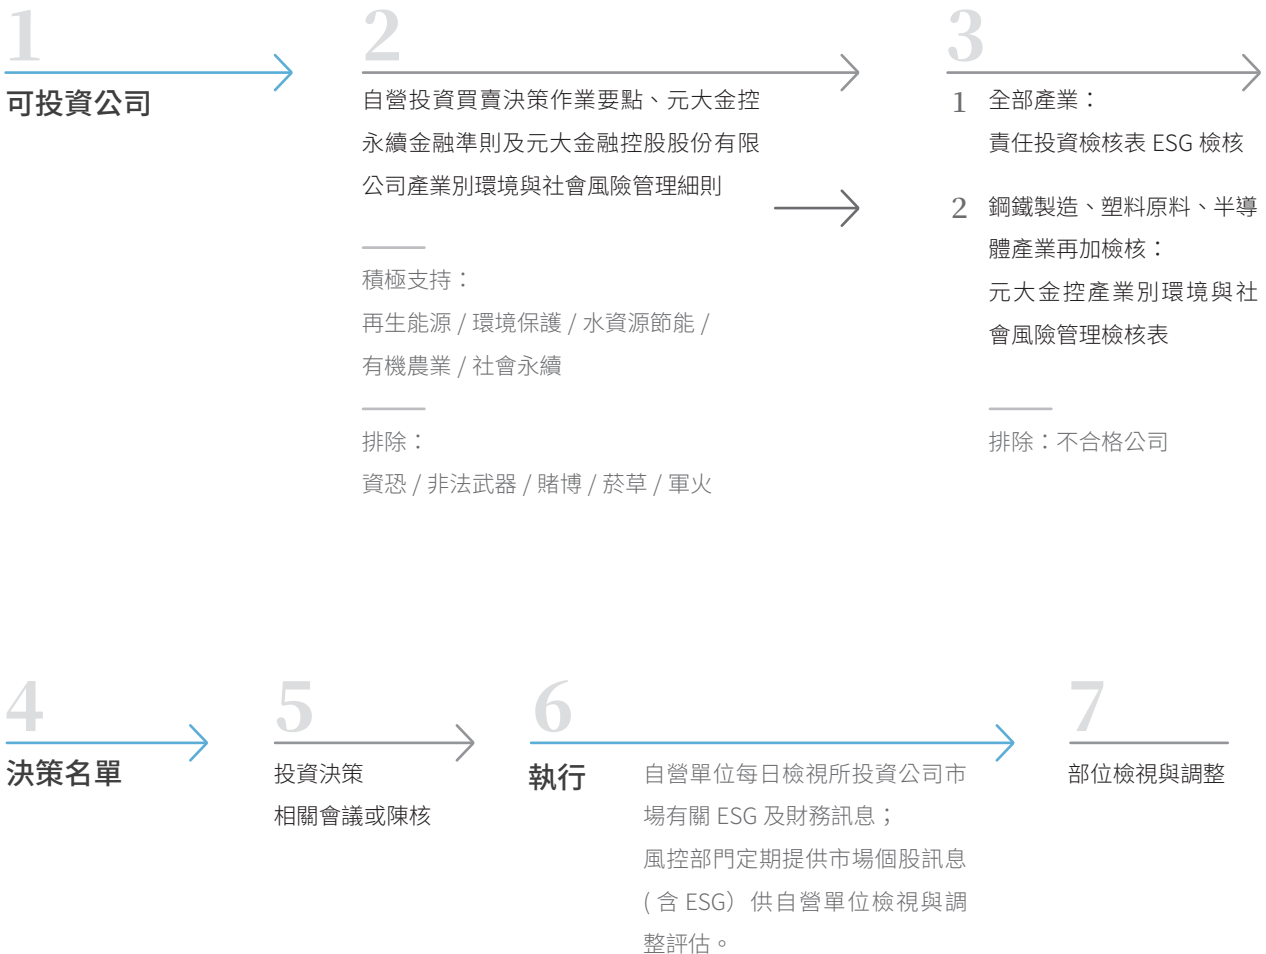 1
可投資公司
2
自營投資買賣決策作業要點、元大金控
永續金融準則及元大金融控股股份有限
公司產業別環境與社會風險管理細則
積極支持：
再生能源 / 環境保護 / 水資源節能 /
有機農業 / 社會永續
排除：
資恐 / 非法武器 / 賭博 / 菸草 / 軍火
3
1 全部產業：
責任投資檢核表 ESG 檢核
2 鋼鐵製造、塑料原料、半導
體產業再加檢核：
元大金控產業別環境與社
會風險管理檢核表
排除：不合格公司
4
決策名單
5
投資決策
相關會議或陳核
6
執行
自營單位每日檢視所投資公司市
場有關 ESG 及財務訊息；
風控部門定期提供市場個股訊息
( 含 ESG）供自營單位檢視與調
整評估。
7
部位檢視與調整